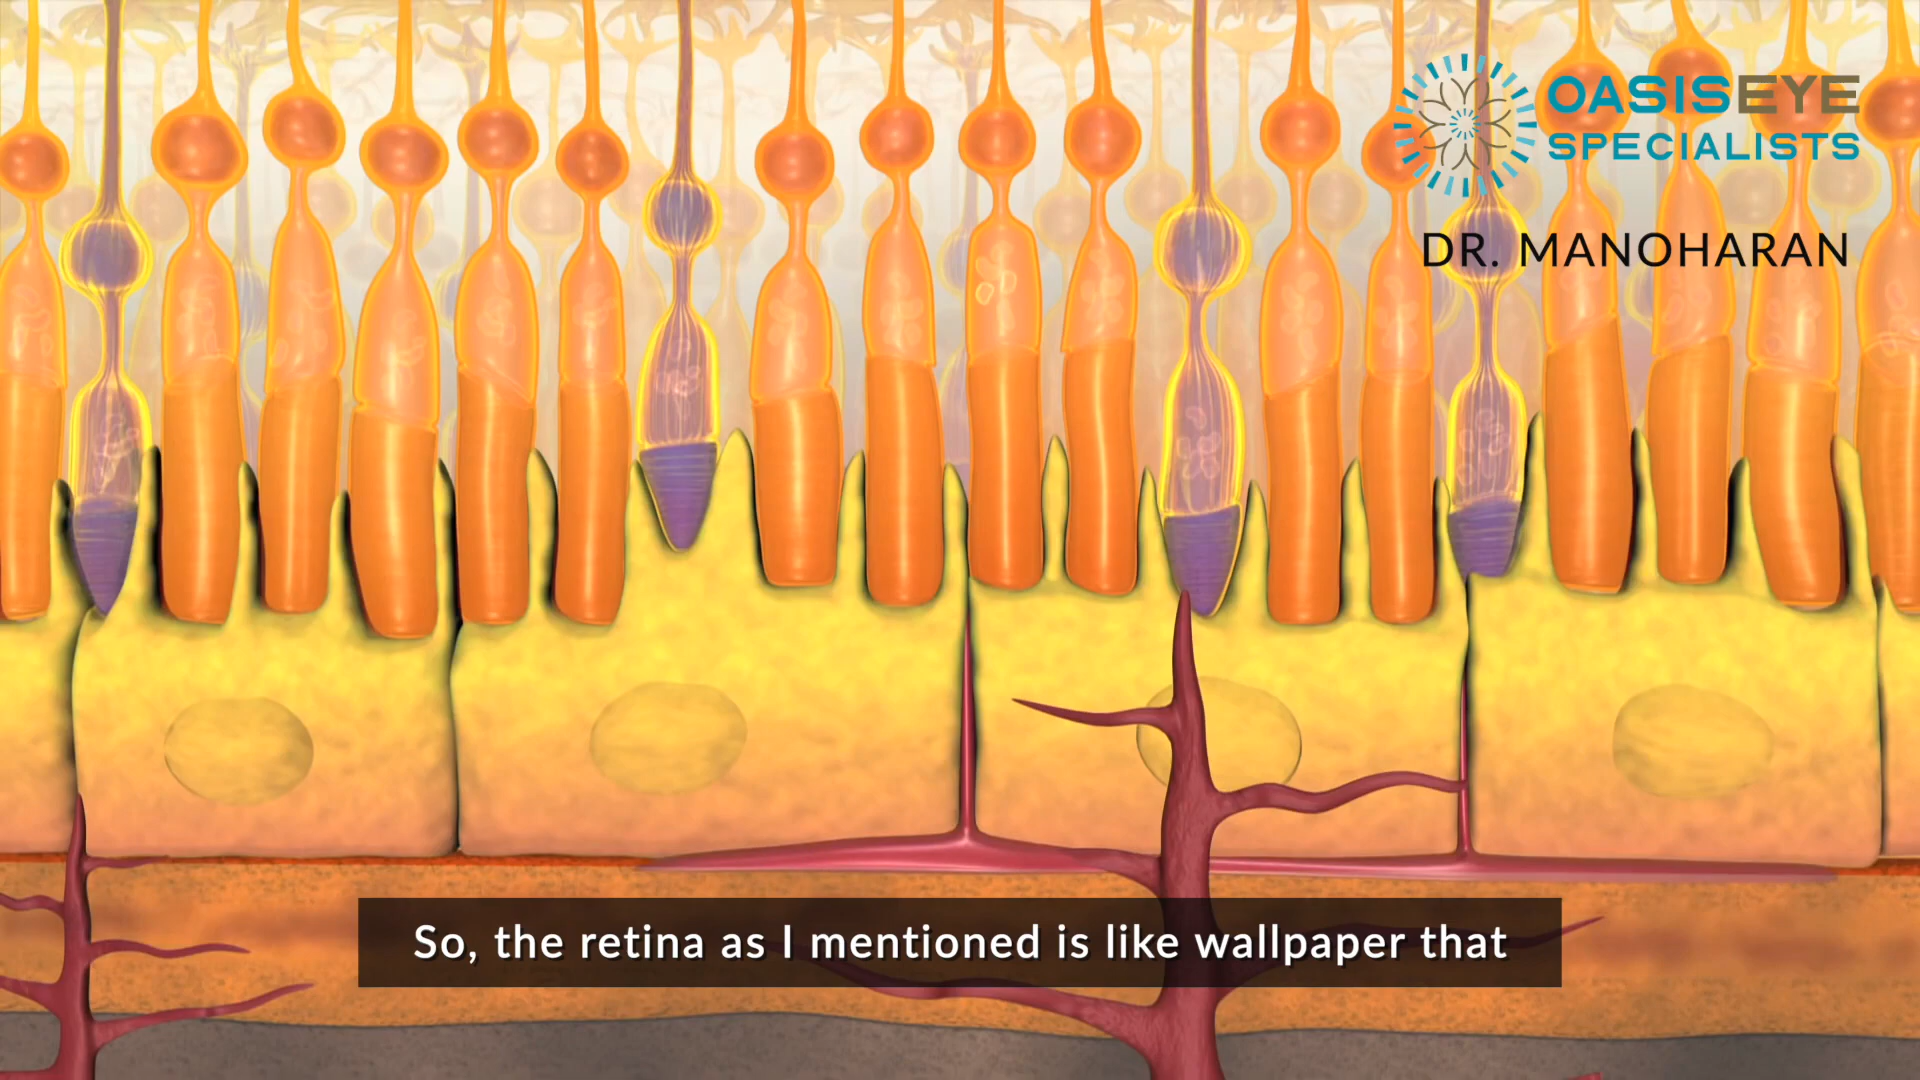 OASISEYE
SPECIALISTS
DR. MANOHARAN
So, the retina as I mentioned is like wallpaper that